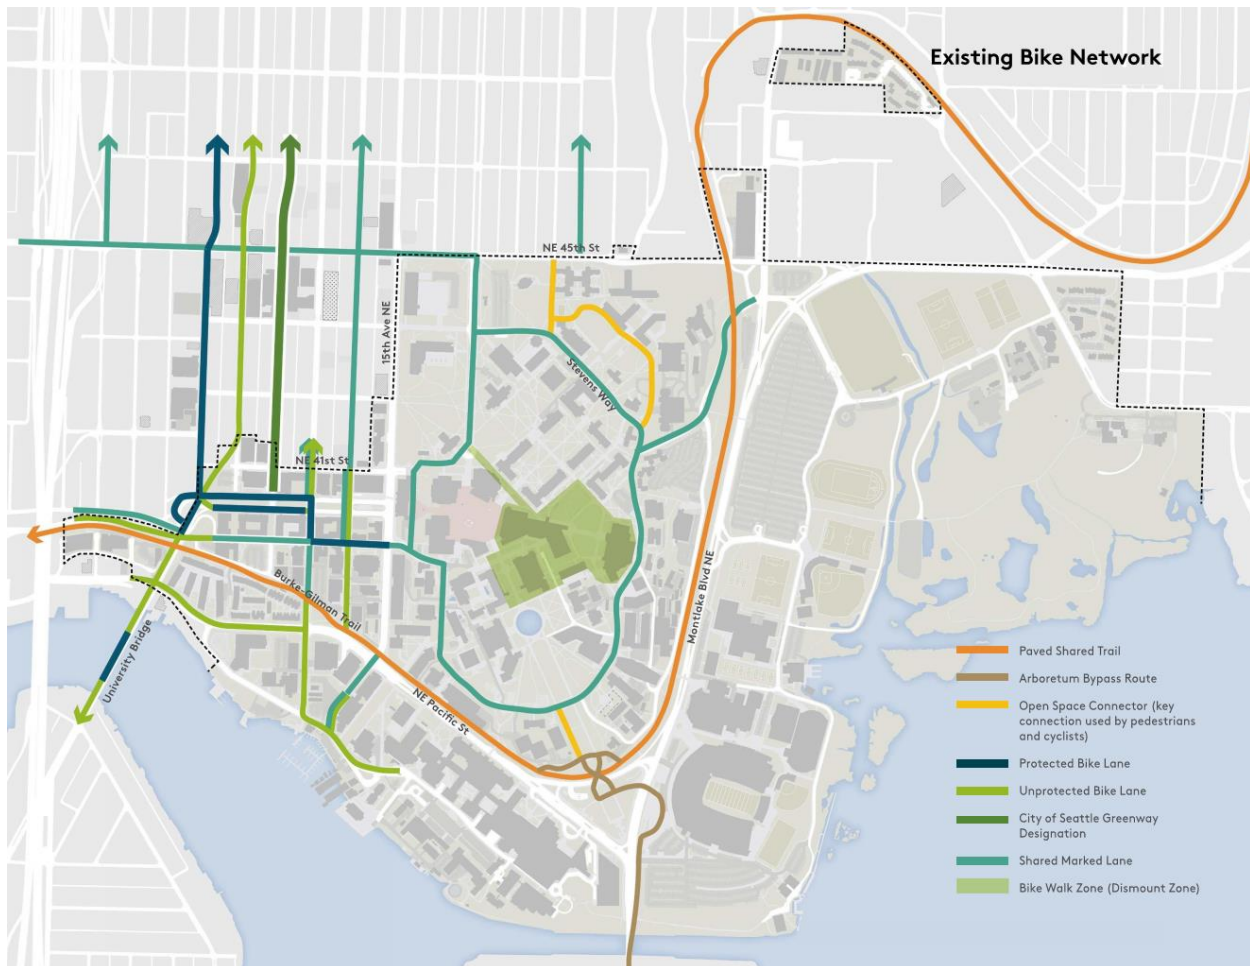 Existing Bike Network
NE 45th St
15th Ave NE
Stevens Way
NE 41st St
Burke-Gilman Trail
University Bridge
NE Pacific St
Montlake Blvd NE
Paved Shared Trail
Arboretum Bypass Route
Open Space Connector (key
connection used by pedestrians
and cyclists)
Protected Bike Lane
Unprotected Bike Lane
City of Seattle Greenway
Designation
Shared Marked Lane
Bike Walk Zone (Dismount Zone)